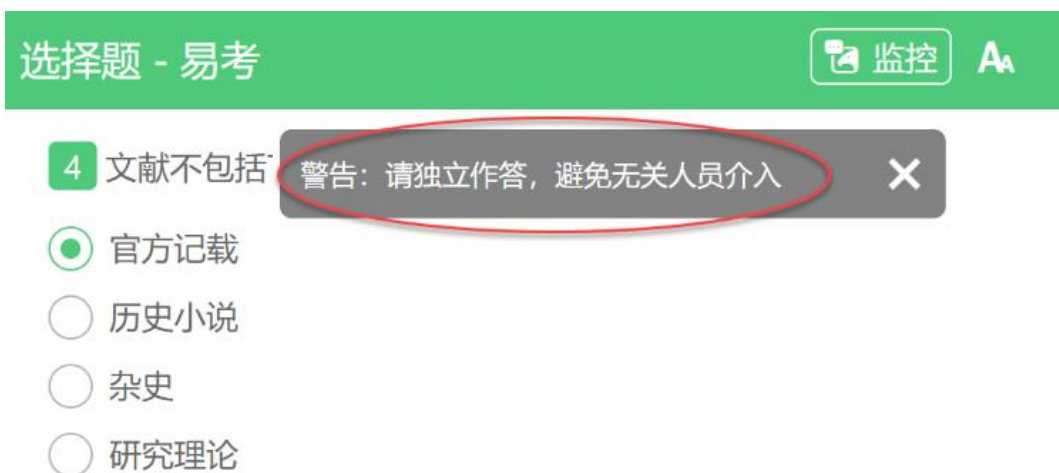 选择题 - 易考
监控 AA
4 文献不包括
警告：请独立作答，避免无关人员介入
官方记载
历史小说
杂史
研究理论